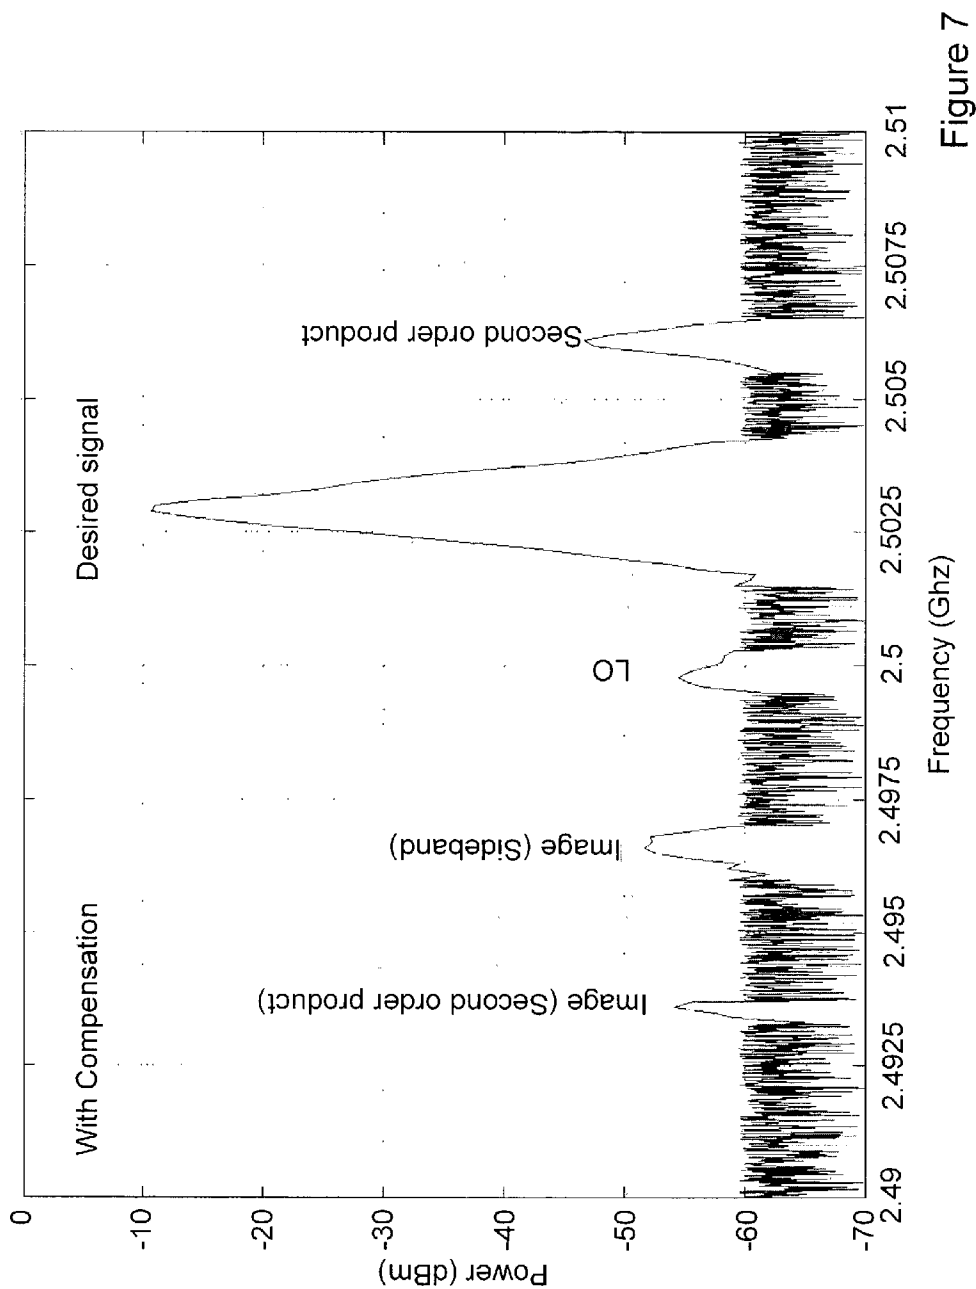 With Compensation
Desired signal
Second order product
LO
Image (Sideband)
Image (Second order product)
Power (dBm)
0
-10
-20
-30
-40
-50
-60
-70
2.49
2.4925
2.495
2.4975
2.5
2.5025
2.505
2.5075
2.51
Frequency (Ghz)
Figure 7